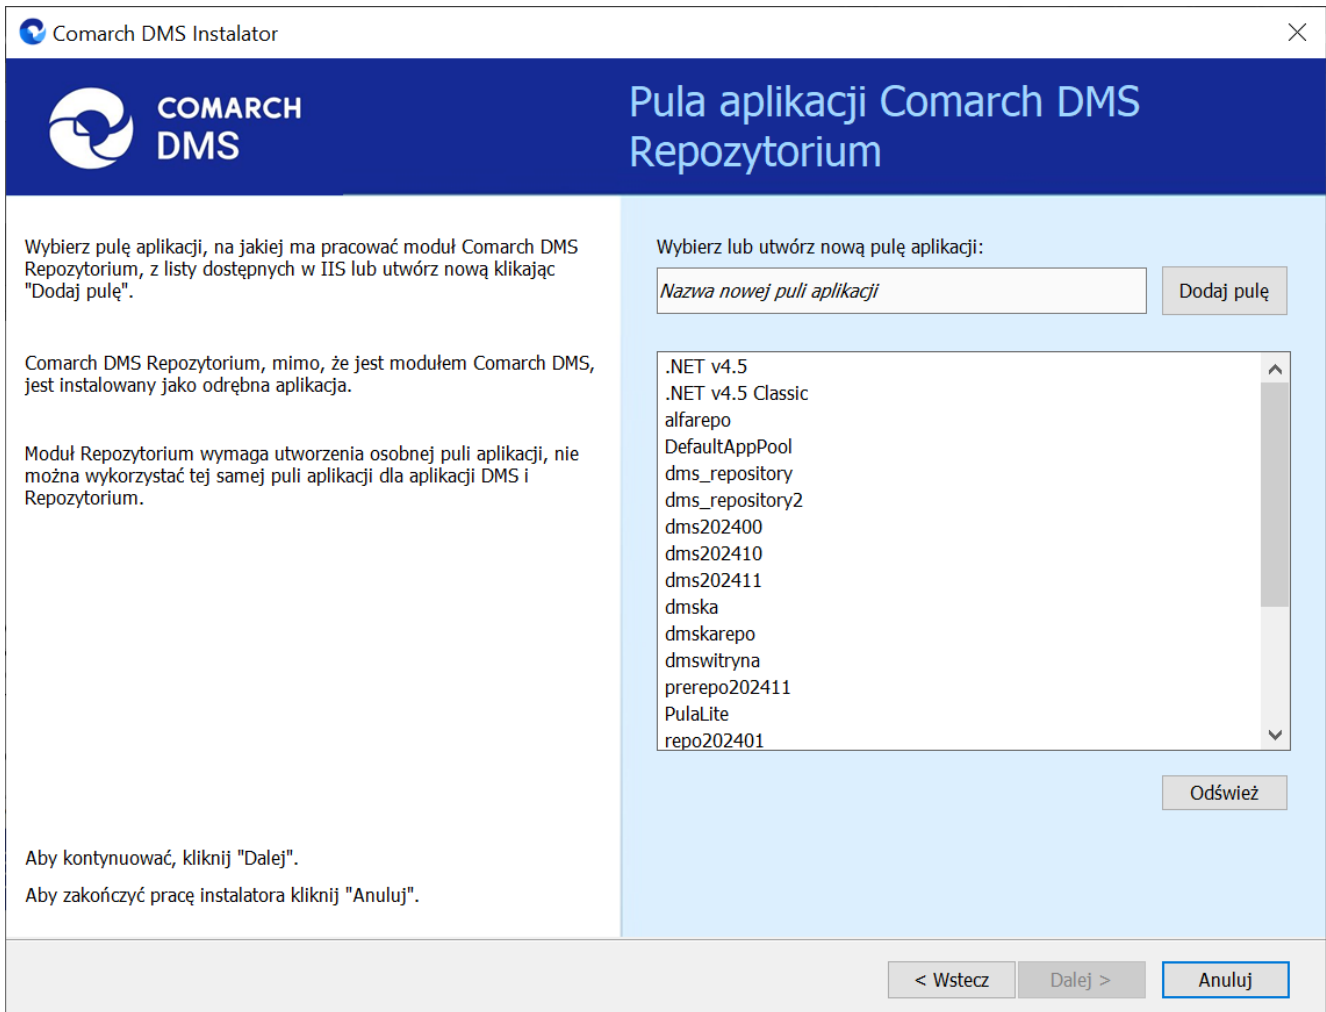 Comarch DMS Instalator
COMARCH
DMS
Pula aplikacji Comarch DMS
Repozytorium
Wybierz pulę aplikacji, na jakiej ma pracować moduł Comarch DMS
Repozytorium, z listy dostępnych w IIS lub utwórz nową klikając
"Dodaj pulę".
Comarch DMS Repozytorium, mimo, że jest modułem Comarch DMS,
jest instalowany jako odrębna aplikacja.
Moduł Repozytorium wymaga utworzenia osobnej puli aplikacji, nie
można wykorzystać tej samej puli aplikacji dla aplikacji DMS i
Repozytorium.
Aby kontynuować, kliknij "Dalej".
Aby zakończyć pracę instalatora kliknij "Anuluj".
Wybierz lub utwórz nową pulę aplikacji:
Nazwa nowej puli aplikacji
Dodaj pulę
.NET v4.5
.NET v4.5 Classic
alfarepo
DefaultAppPool
dms_repository
dms_repository2
dms202400
dms202410
dms202411
dmska
dmskarepo
dmswitryna
prerepo202411
PulaLite
repo202401
Odśwież
< Wstecz
Dalej >
Anuluj